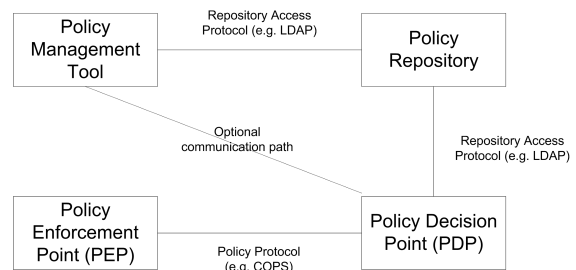 Policy
Management
Tool
Repository Access
Protocol (e.g. LDAP)
Policy
Repository
Optional
communication path
Repository Access
Protocol (e.g. LDAP)
Policy
Enforcement
Point (PEP)
Policy Protocol
(e.g. COPS)
Policy Decision
Point (PDP)